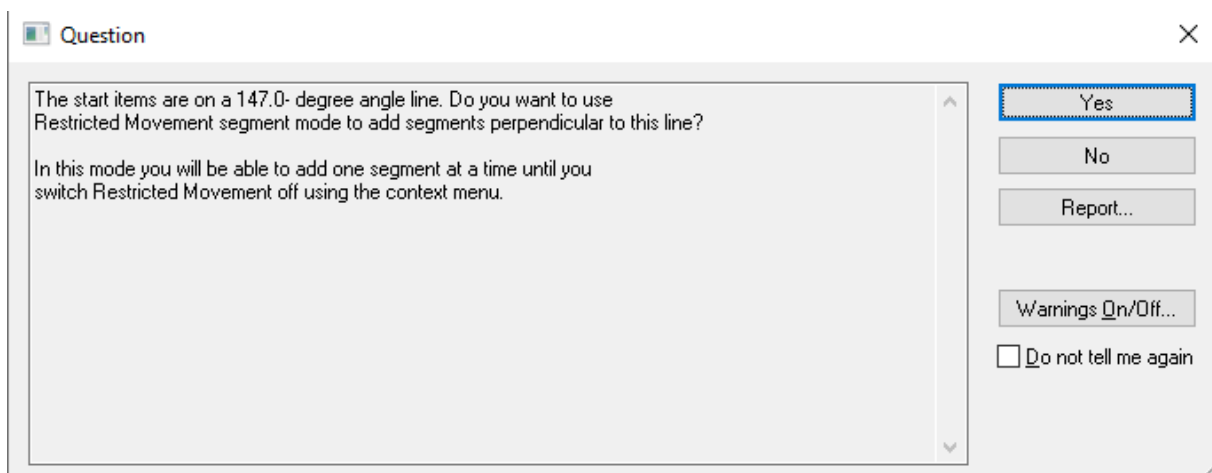 Question
The start items are on a 147.0- degree angle line. Do you want to use
Restricted Movement segment mode to add segments perpendicular to this line?
In this mode you will be able to add one segment at a time until you
switch Restricted Movement off using the context menu.
Yes
No
Report...
Warnings On/Off...
Do not tell me again